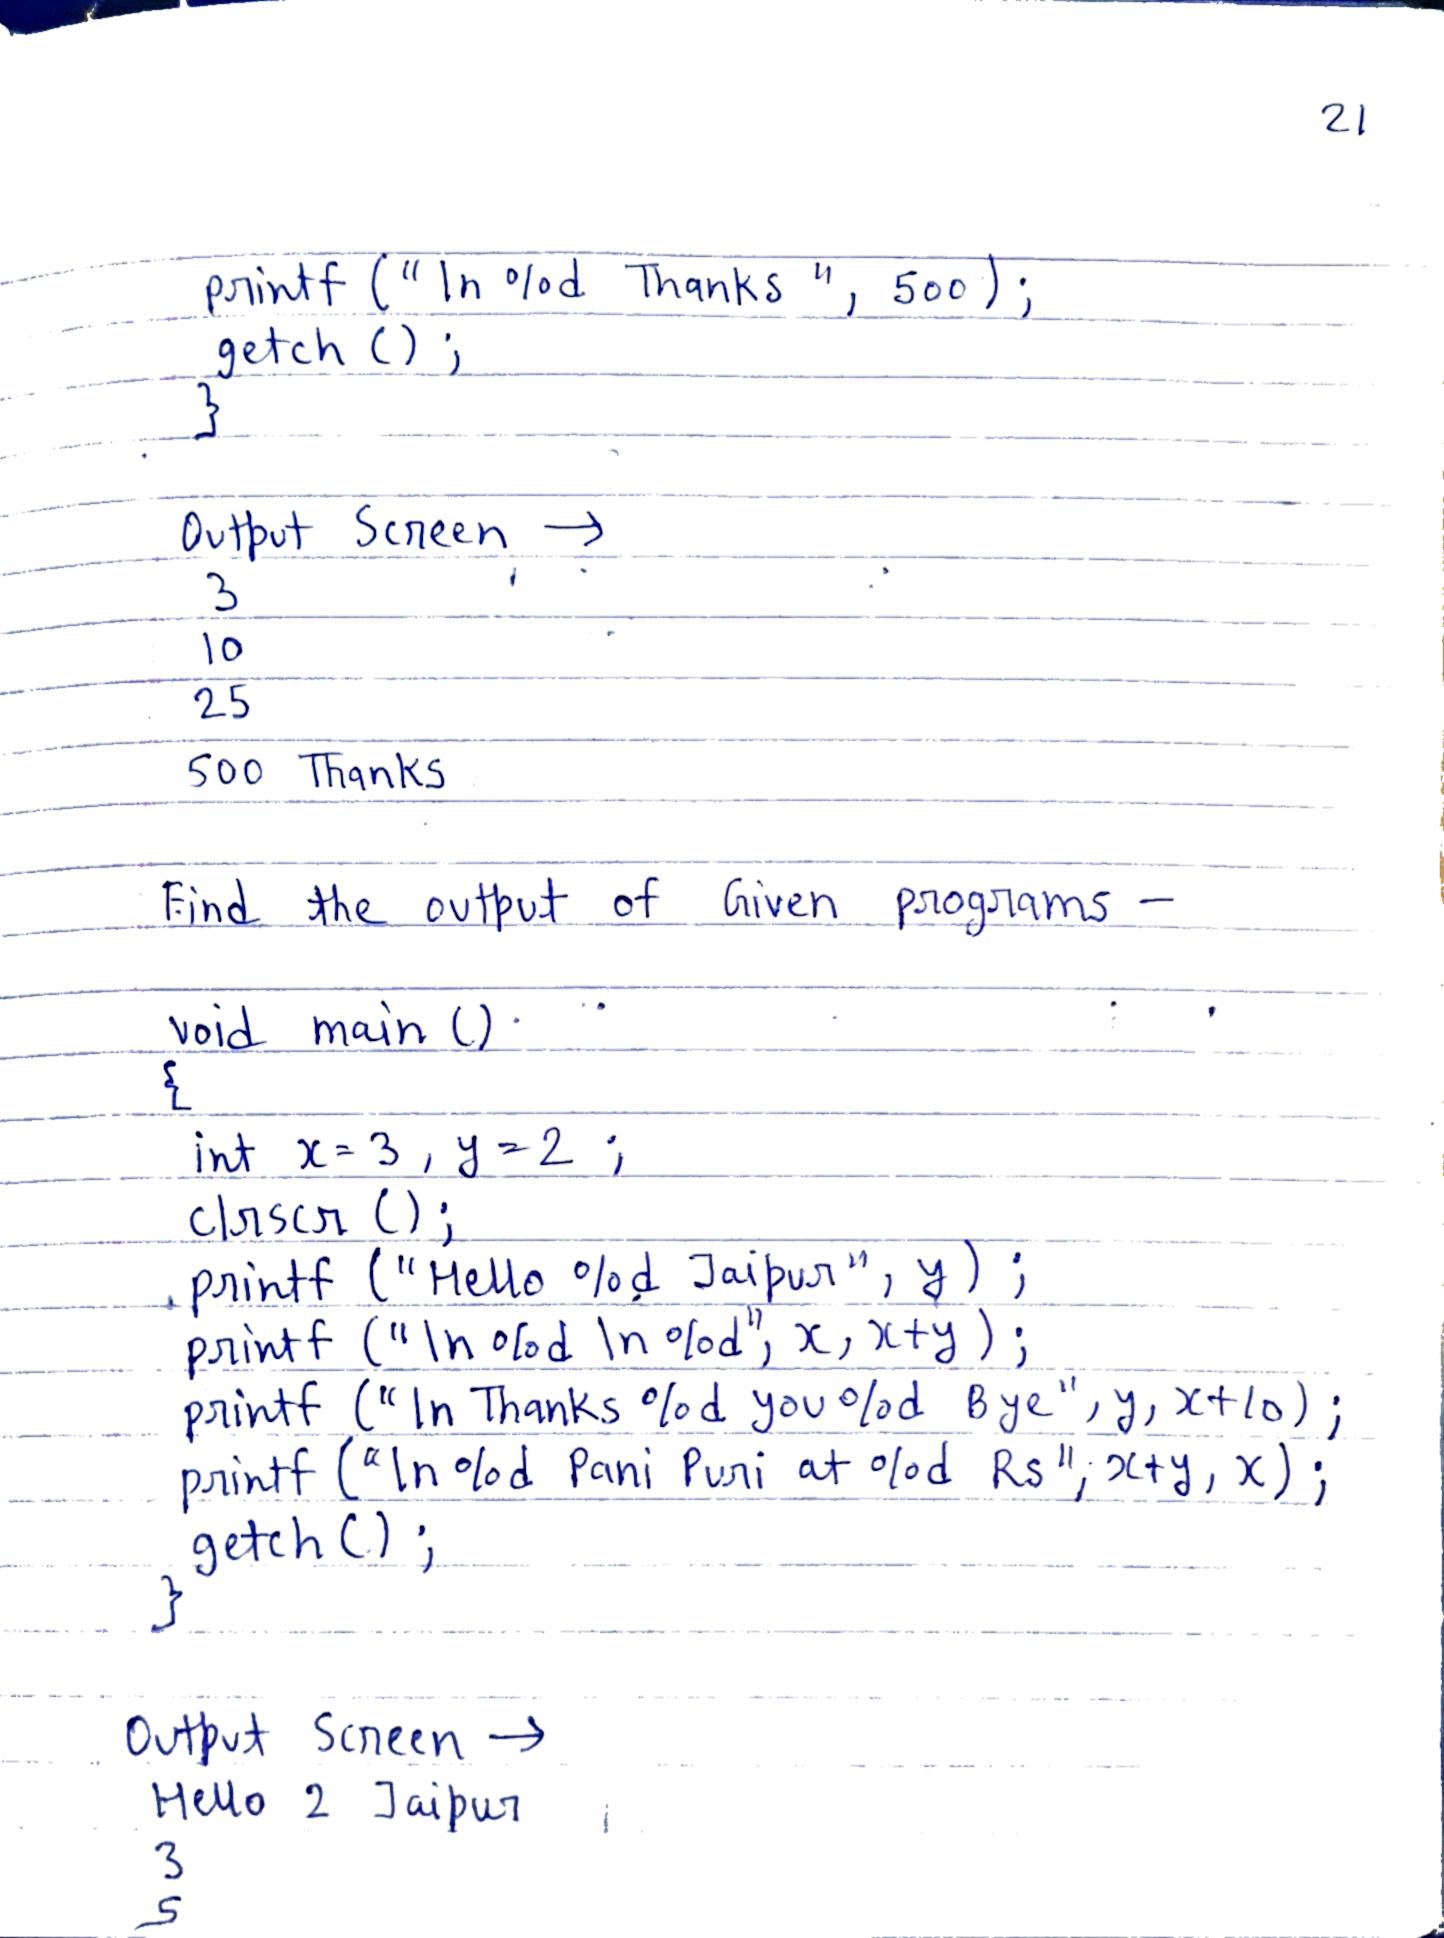 21
printf ("\n %d Thanks ", 500);
getch ();
}
Output Screen →
3
10
25
500 Thanks
Find the output of Given programs -
void main ()
{
int x = 3, y = 2 ;
clrscr ();
printf ("Hello %d Jaipur", y) ;
printf ("\n %d \n %d", x, x+y ) ;
printf ("\n Thanks %d you %d Bye", y, x+10) ;
printf ("\n %d Pani Puri at %d Rs", x+y, x) ;
getch () ;
}
Output Screen →
Hello 2 Jaipur
3
5